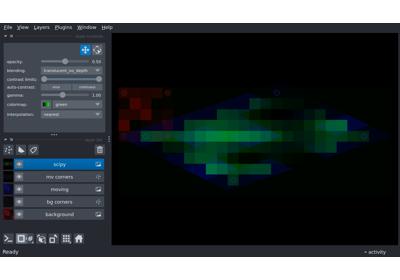 File View Layers Plugins Window Help
opacity: 0.50
blending: translucent_no_depth
contrast limits:
auto-contrast: once continuous
gamma: 1.00
colormap: green
interpolation: nearest
scipy
mv corners
moving
bg corners
background
Ready
activity